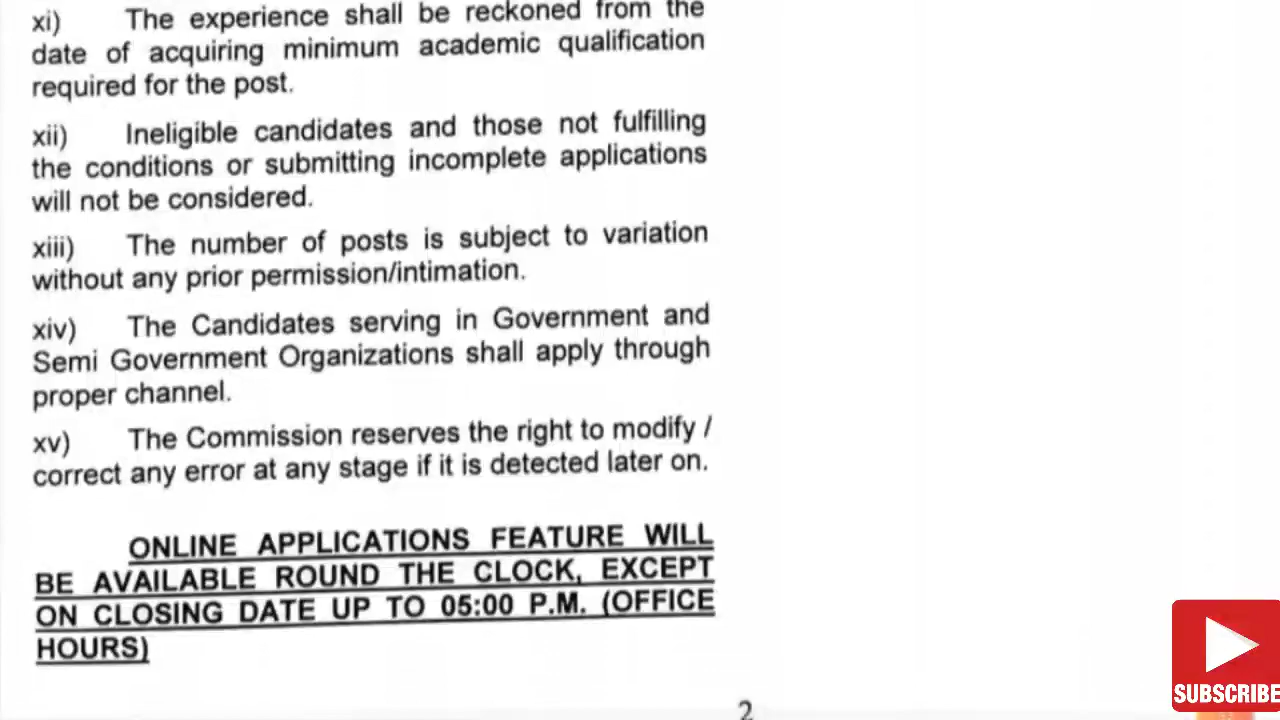 xi) The experience shall be reckoned from the
date of acquiring minimum academic qualification
required for the post.
xii) Ineligible candidates and those not fulfilling
the conditions or submitting incomplete applications
will not be considered.
xiii) The number of posts is subject to variation
without any prior permission/intimation.
xiv) The Candidates serving in Government and
Semi Government Organizations shall apply through
proper channel.
xv) The Commission reserves the right to modify /
correct any error at any stage if it is detected later on.
ONLINE APPLICATIONS FEATURE WILL
BE AVAILABLE ROUND THE CLOCK, EXCEPT
ON CLOSING DATE UP TO 05:00 P.M. (OFFICE
HOURS)
2
SUBSCRIBE